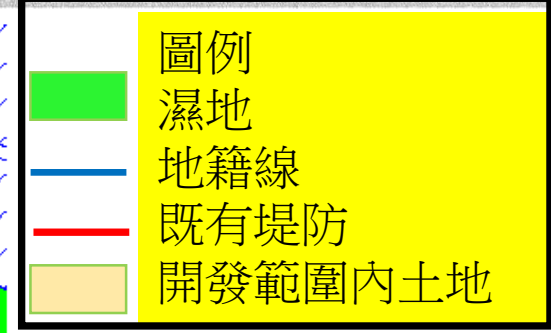 圖例
濕地
地籍線
既有堤防
開發範圍內土地